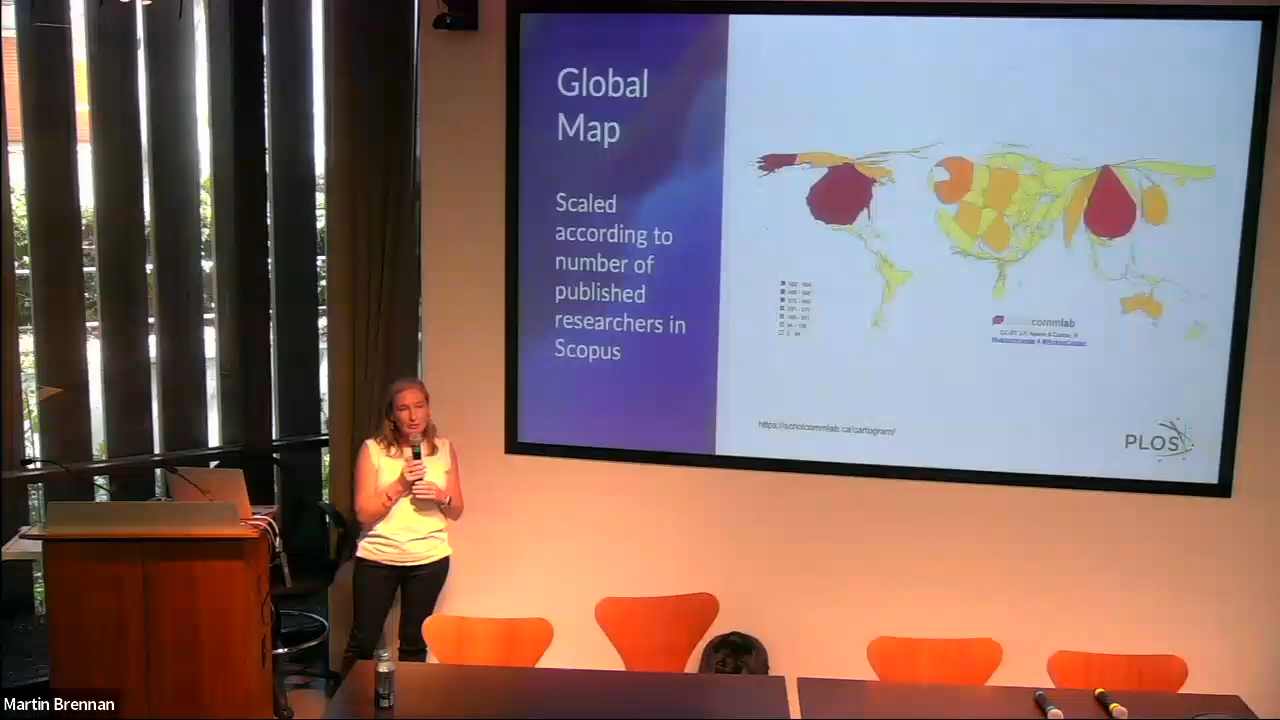 Global
Map
Scaled
according to
number of
published
researchers in
Scopus
commlab
https://scholcommlab.ca/cartogram/
PLOS
Martin Brennan